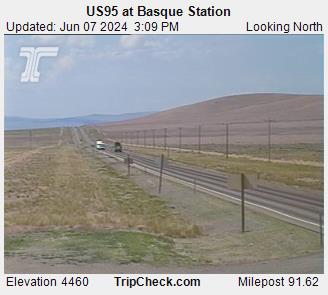 US95 at Basque Station
Updated: Jun 07 2024 3:09 PM Looking North
Elevation 4460 TripCheck.com Milepost 91.62